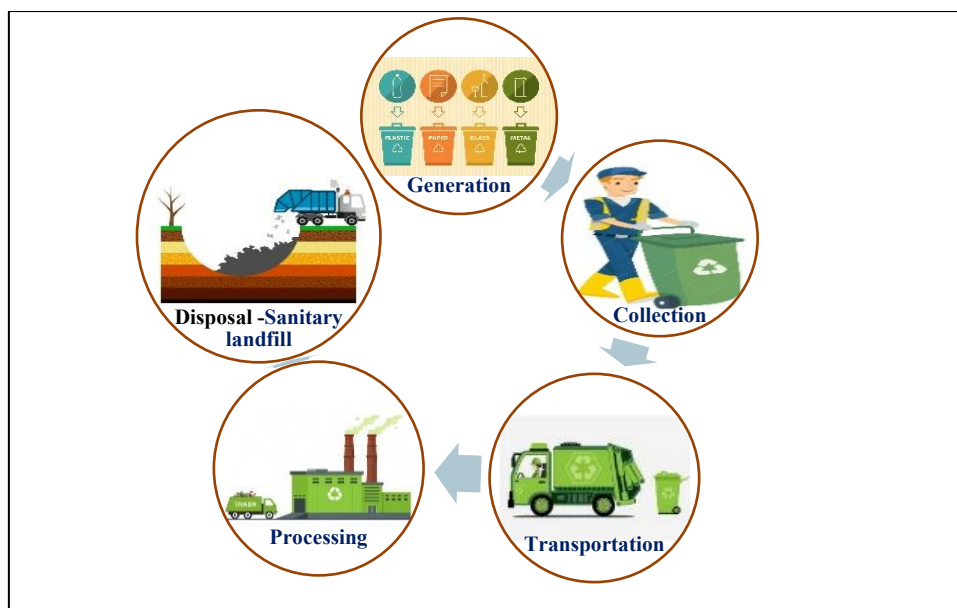 PLASTIC
PAPER
GLASS
METAL
Generation
Collection
Transportation
TRASH
Processing
Disposal -Sanitary
landfill